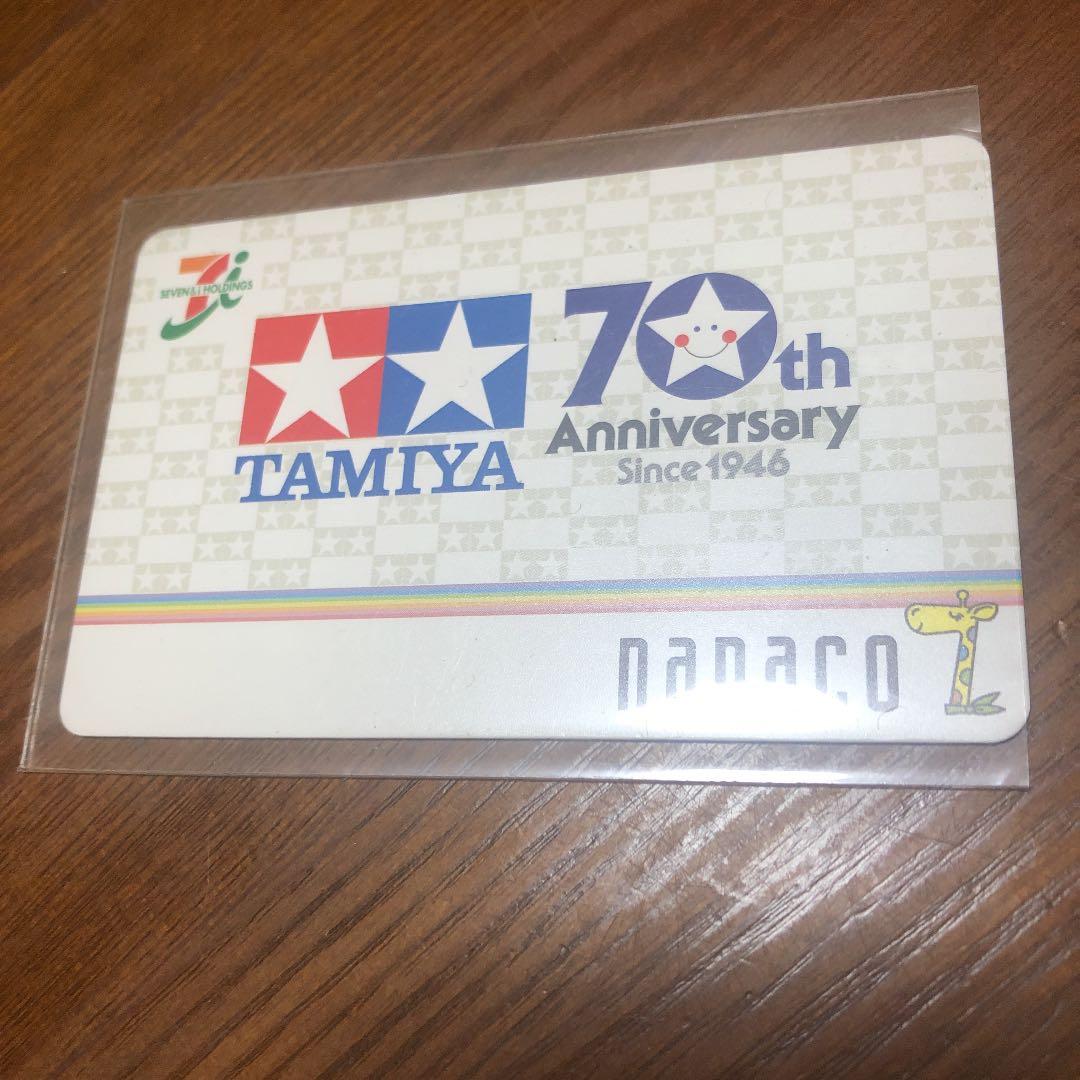 SEVEN&i HOLDINGS
TAMIYA
70th
Anniversary
Since 1946
nanaco